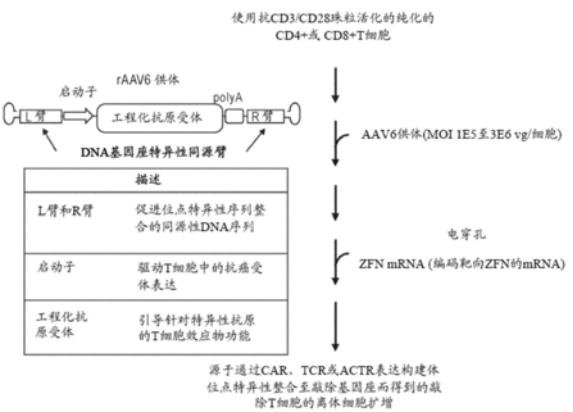 使用抗CD3/CD28珠粒活化的纯化的
CD4+或 CD8+T细胞
rAAV6 供体
启动子
polyA
L臂
工程化抗原受体
R臂
DNA基因座特异性同源臂
AAV6供体(MOI 1E5至3E6 vg/细胞)
描述
L臂和R臂
促进位点特异性序列整
合的同源性DNA序列
启动子
驱动T细胞中的抗癌受
体表达
工程化抗
原受体
引导针对特异性抗原
的T细胞效应物功能
电穿孔
ZFN mRNA (编码靶向ZFN的mRNA)
源于通过CAR、TCR或ACTR表达构建体
位点特异性整合至敲除基因座而得到的敲
除T细胞的离体细胞扩增